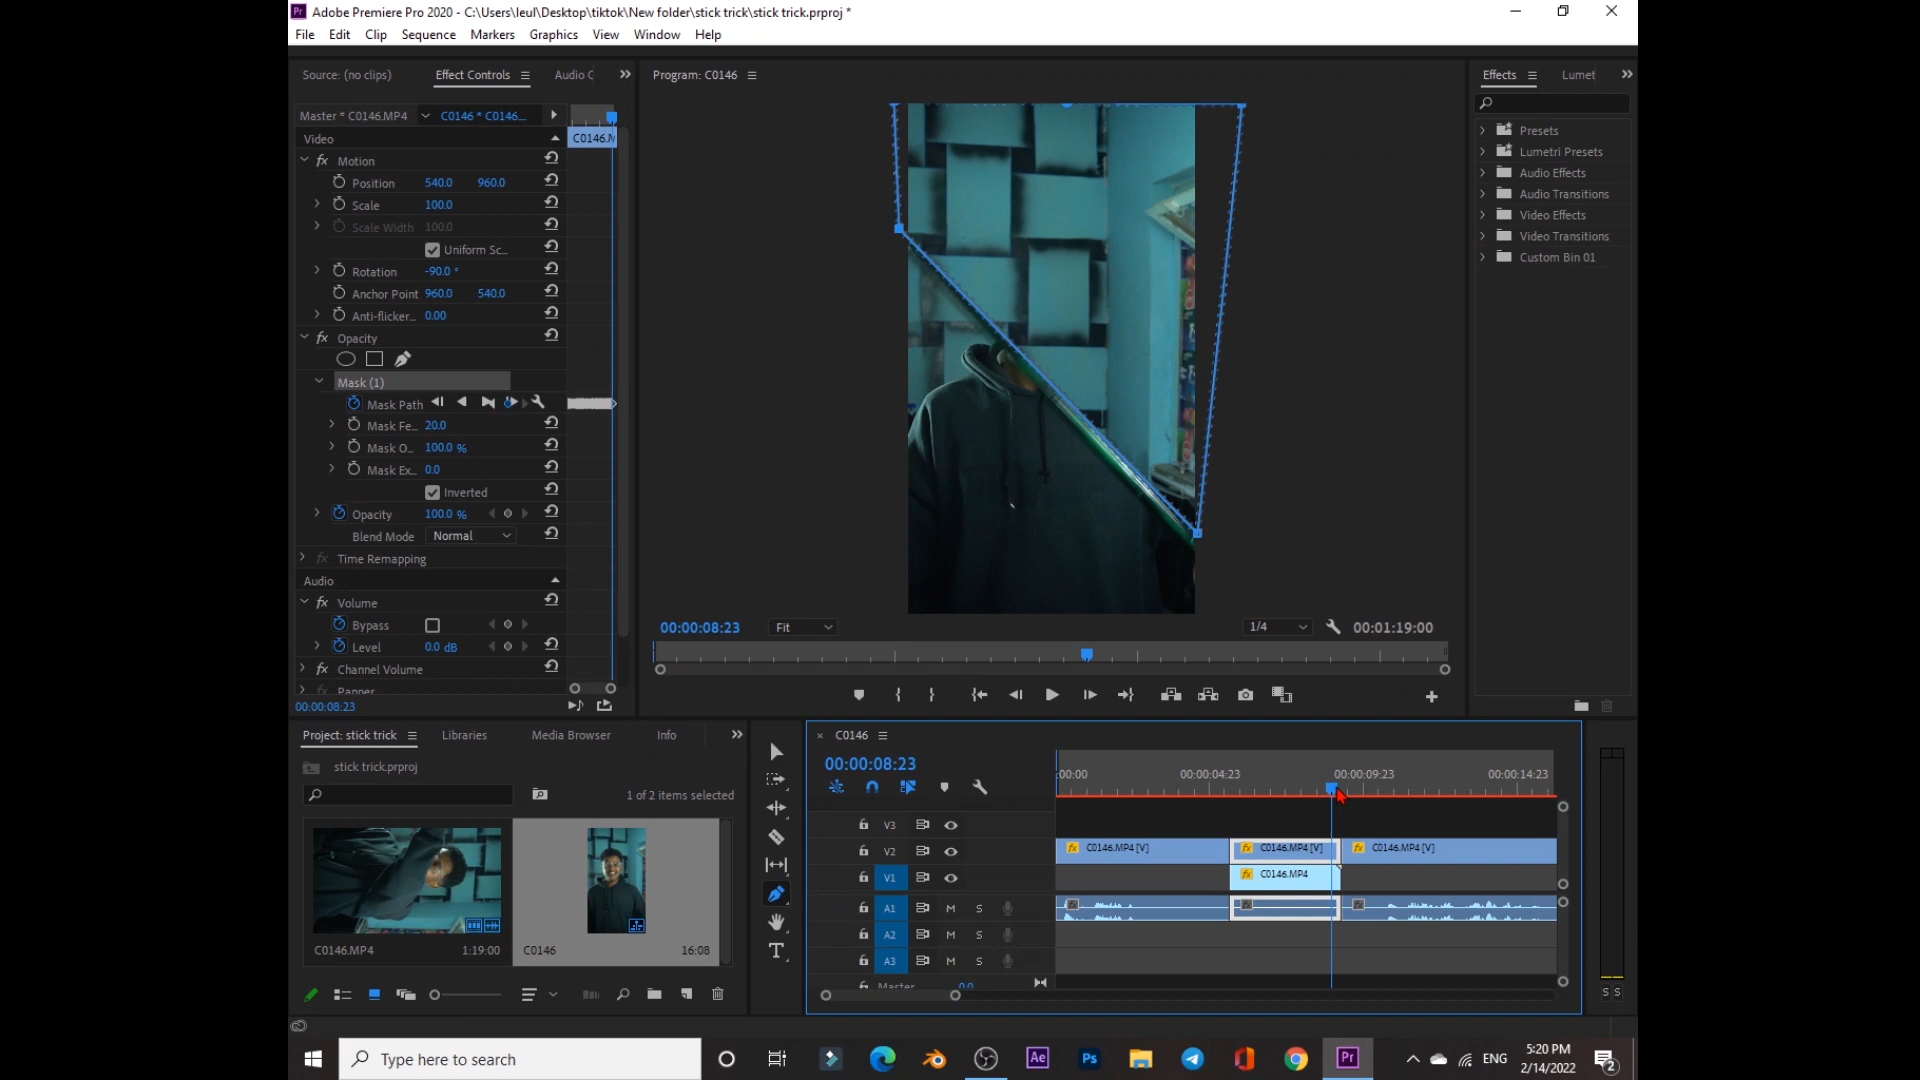 Adobe Premiere Pro 2020 - C:\Users\leul\Desktop\tiktok\New folder\stick trick\stick trick.prproj *
File Edit Clip Sequence Markers Graphics View Window Help
Source: (no clips) Effect Controls Audio C
Program: C0146
Effects Lumet
Master * C0146.MP4 C0146 * C0146...
Video C0146.M
Motion
Position 540.0 960.0
Scale 100.0
Scale Width 100.0
Uniform Sc...
Rotation -90.0 °
Anchor Point 960.0 540.0
Anti-flicker... 0.00
Opacity
Mask (1)
Mask Path
Mask Fe... 20.0
Mask O... 100.0 %
Mask Ex... 0.0
Inverted
Opacity 100.0 %
Blend Mode Normal
Time Remapping
Audio
Volume
Bypass
Level 0.0 dB
Channel Volume
Panner
00:00:08:23
00:00:08:23 Fit 1/4 00:01:19:00
Presets
Lumetri Presets
Audio Effects
Audio Transitions
Video Effects
Video Transitions
Custom Bin 01
Project: stick trick Libraries Media Browser Info
stick trick.prproj
1 of 2 items selected
C0146.MP4 1:19:00 C0146 16:08
C0146
00:00:08:23
:00:00 00:00:04:23 00:00:09:23 00:00:14:23
V3
V2 C0146.MP4 [V] C0146.MP4 [V] C0146.MP4 [V]
V1 C0146.MP4
A1 M S
A2 M S
A3 M S
Master 0.0
S S
Type here to search
Ae Ps Pr
ENG
5:20 PM
2/14/2022
2